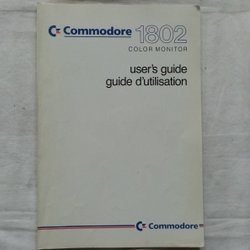 Commodore 1802
COLOR MONITOR
user's guide
guide d'utilisation
Commodore